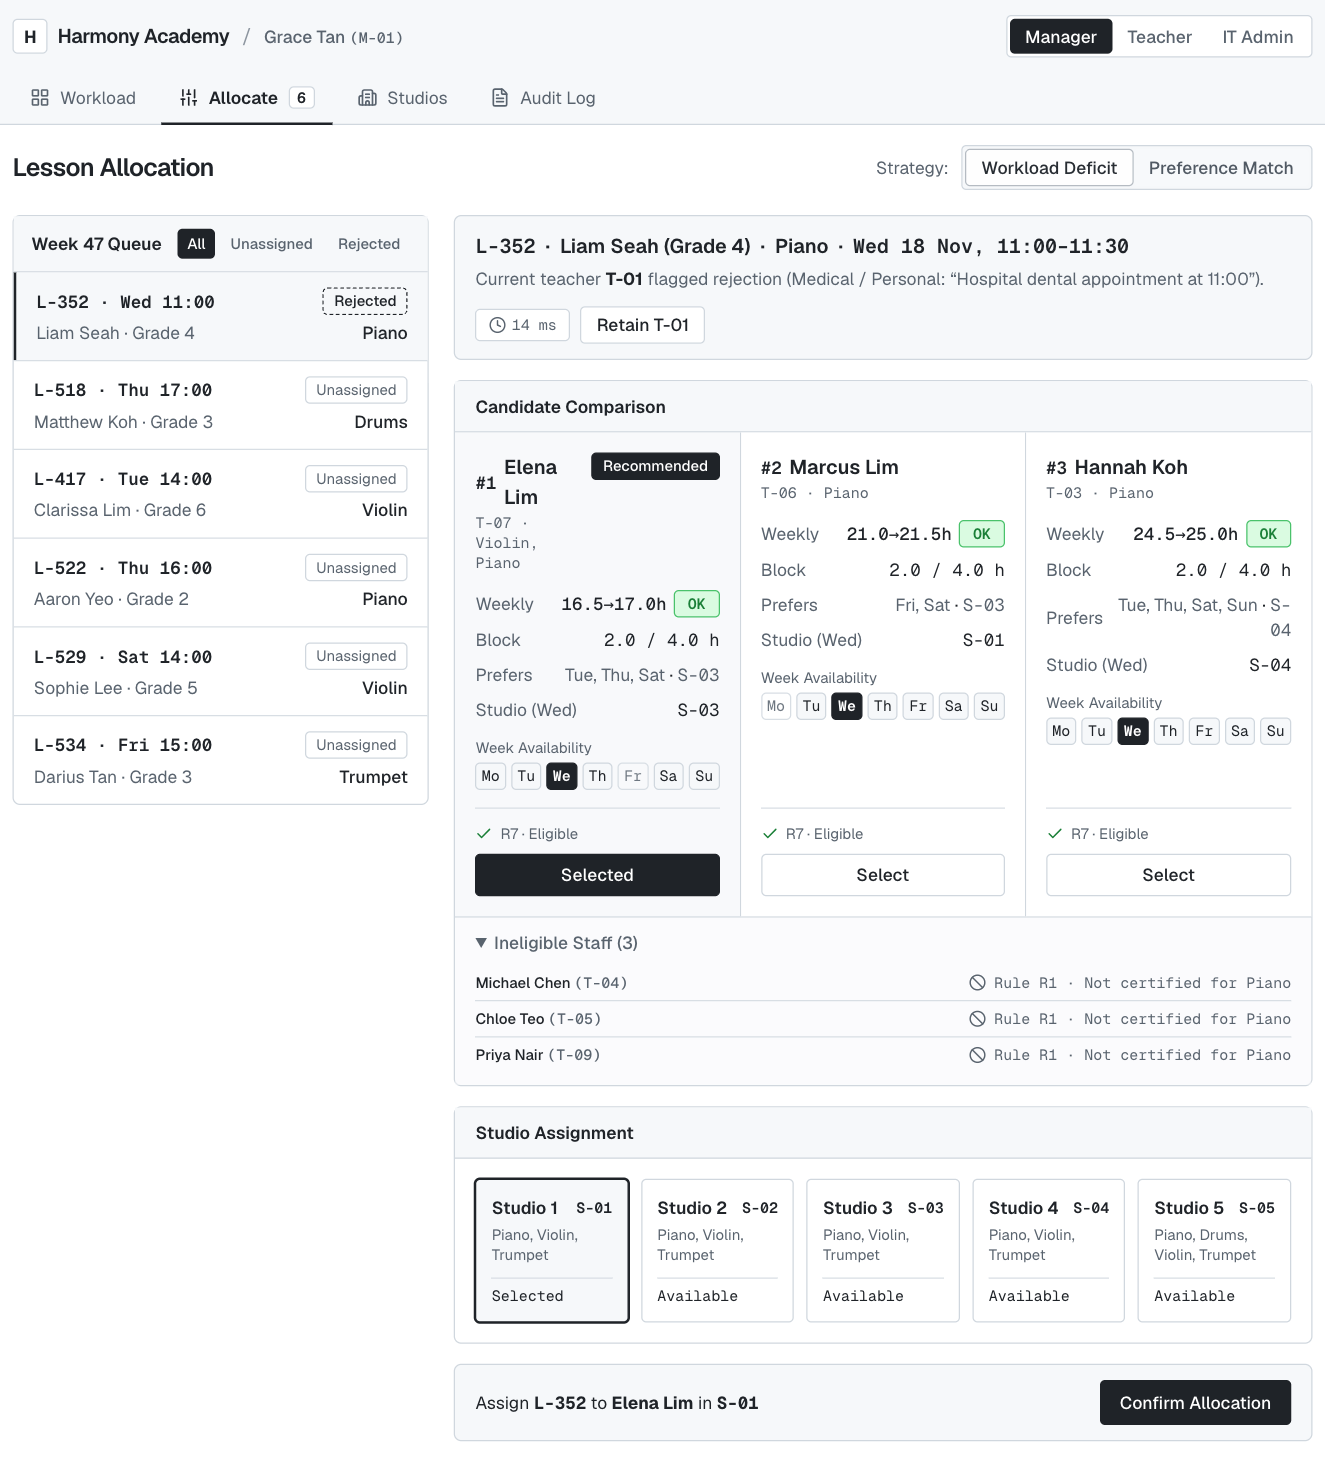 H Harmony Academy / Grace Tan (M-01)
Manager Teacher IT Admin
Workload Allocate 6 Studios Audit Log
Lesson Allocation
Strategy: Workload Deficit Preference Match
Week 47 Queue All Unassigned Rejected
L-352 · Wed 11:00 Rejected
Liam Seah · Grade 4 Piano
L-518 · Thu 17:00 Unassigned
Matthew Koh · Grade 3 Drums
L-417 · Tue 14:00 Unassigned
Clarissa Lim · Grade 6 Violin
L-522 · Thu 16:00 Unassigned
Aaron Yeo · Grade 2 Piano
L-529 · Sat 14:00 Unassigned
Sophie Lee · Grade 5 Violin
L-534 · Fri 15:00 Unassigned
Darius Tan · Grade 3 Trumpet
L-352 · Liam Seah (Grade 4) · Piano · Wed 18 Nov, 11:00–11:30
Current teacher T-01 flagged rejection (Medical / Personal: “Hospital dental appointment at 11:00”).
14 ms Retain T-01
Candidate Comparison
#1 Elena Lim Recommended
T-07 · Violin, Piano
Weekly 16.5→17.0h OK
Block 2.0 / 4.0 h
Prefers Tue, Thu, Sat · S-03
Studio (Wed) S-03
Week Availability
Mo Tu We Th Fr Sa Su
R7 · Eligible
Selected
#2 Marcus Lim
T-06 · Piano
Weekly 21.0→21.5h OK
Block 2.0 / 4.0 h
Prefers Fri, Sat · S-03
Studio (Wed) S-01
Week Availability
Mo Tu We Th Fr Sa Su
R7 · Eligible
Select
#3 Hannah Koh
T-03 · Piano
Weekly 24.5→25.0h OK
Block 2.0 / 4.0 h
Prefers Tue, Thu, Sat, Sun · S-04
Studio (Wed) S-04
Week Availability
Mo Tu We Th Fr Sa Su
R7 · Eligible
Select
▼ Ineligible Staff (3)
Michael Chen (T-04) Rule R1 · Not certified for Piano
Chloe Teo (T-05) Rule R1 · Not certified for Piano
Priya Nair (T-09) Rule R1 · Not certified for Piano
Studio Assignment
Studio 1 S-01
Piano, Violin,
Trumpet
Selected
Studio 2 S-02
Piano, Violin,
Trumpet
Available
Studio 3 S-03
Piano, Violin,
Trumpet
Available
Studio 4 S-04
Piano, Violin,
Trumpet
Available
Studio 5 S-05
Piano, Drums,
Violin, Trumpet
Available
Assign L-352 to Elena Lim in S-01
Confirm Allocation